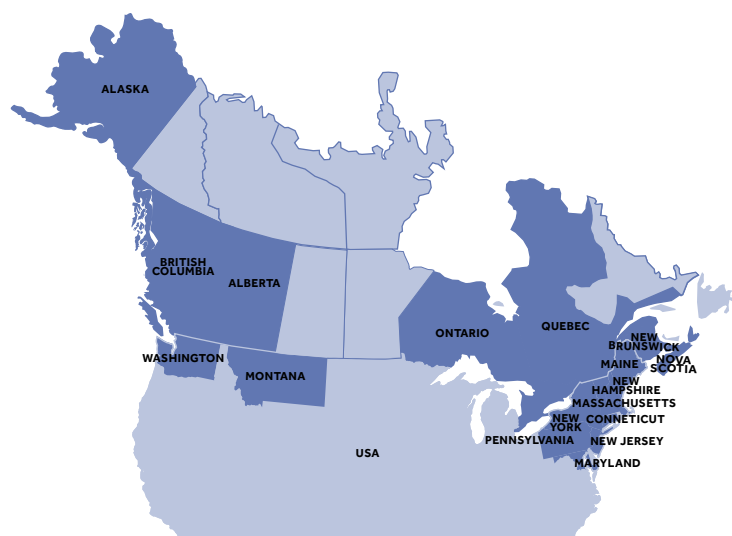 ALASKA
BRITISH
COLUMBIA
ALBERTA
ONTARIO
QUEBEC
NEW
BRUNSWICK
NOVA
SCOTIA
WASHINGTON
MONTANA
MAINE
NEW
HAMPSHIRE
MASSACHUSETTS
NEW
YORK
CONNETICUT
PENNSYLVANIA
NEW JERSEY
USA
MARYLAND